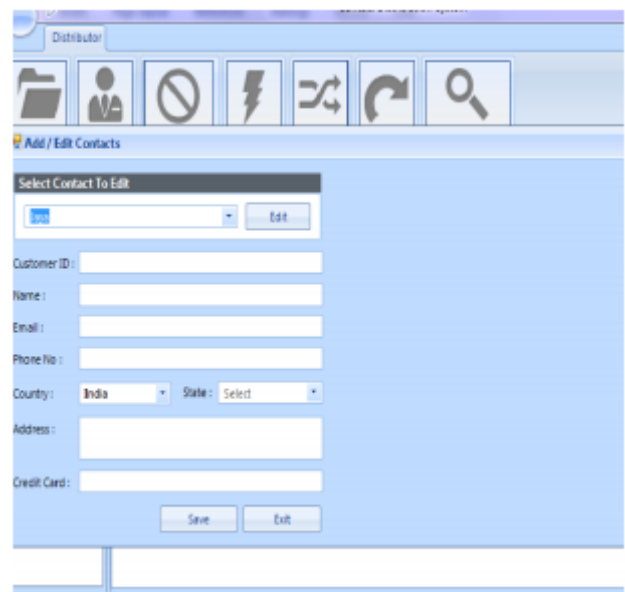 Distributor
Add / Edit Contacts
Select Contact To Edit
Edit
Customer ID :
Name :
Email :
Phone No :
Country : India State : Select
Address :
Credit Card :
Save Exit